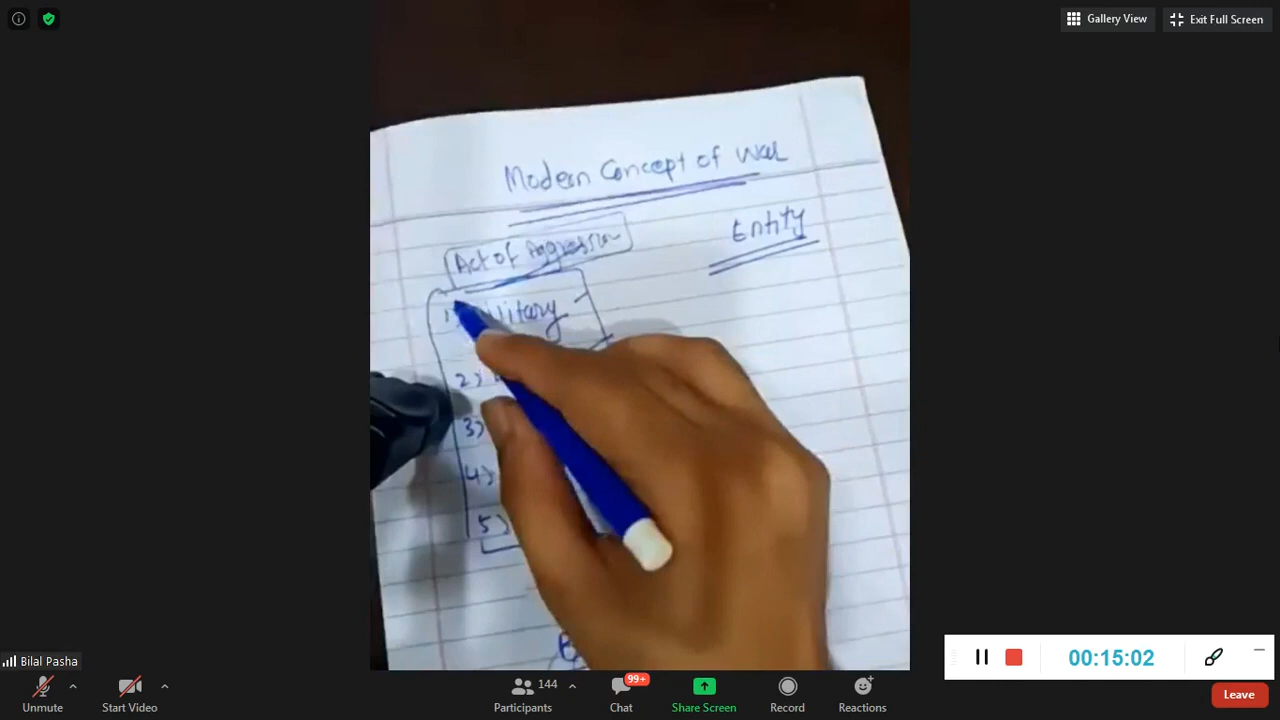 Gallery View
Exit Full Screen
Modern Concept of War
Entity
Act of Aggression
1)
2)
3)
4)
5)
Bilal Pasha
00:15:02
Unmute
Start Video
144
Participants
99+
Chat
Share Screen
Record
Reactions
Leave